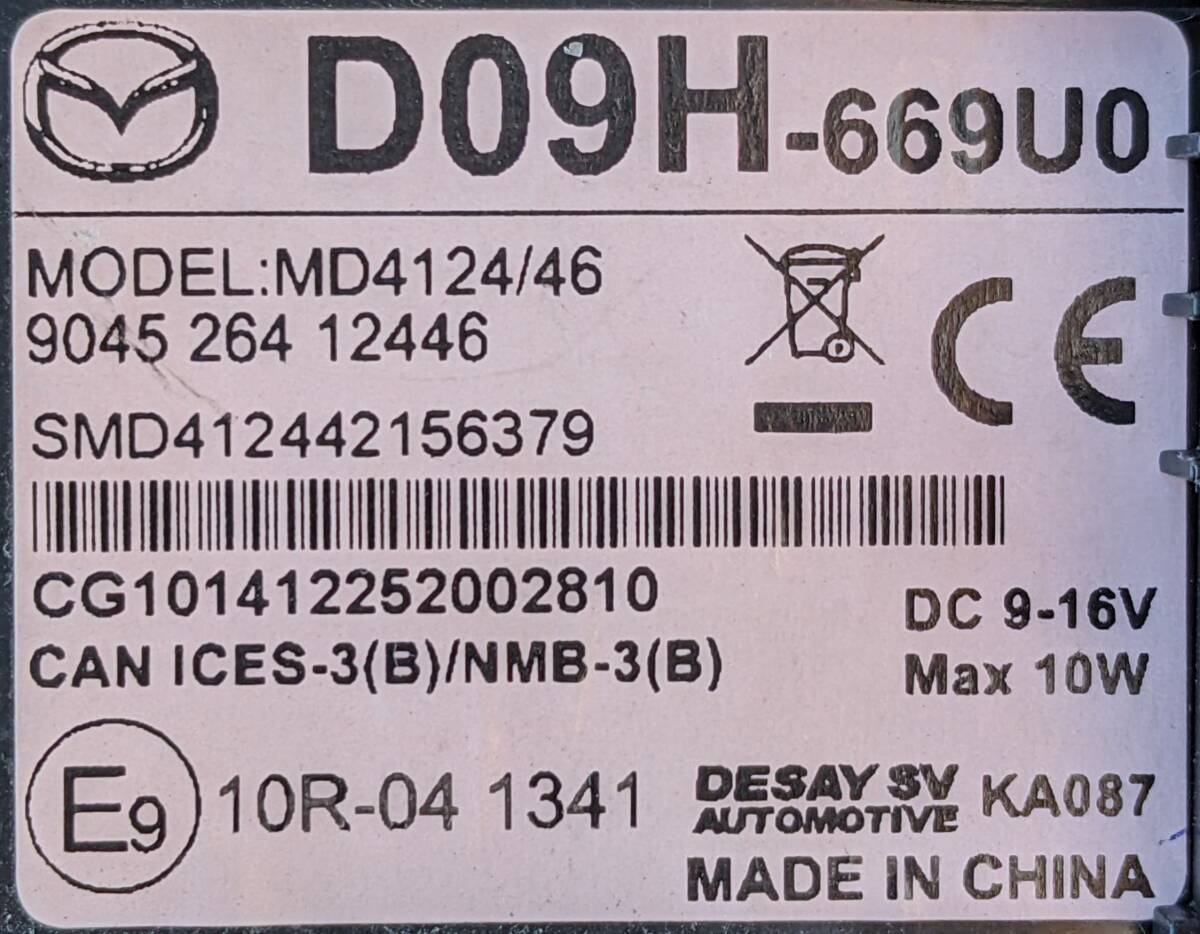 D09H-669U0
MODEL:MD4124/46
9045 264 12446
CE
SMD412442156379
CG101412252002810
DC 9-16V
CAN ICES-3(B)/NMB-3(B)
Max 10W
E9 10R-04 1341
DESAY SV
AUTOMOTIVE
KA087
MADE IN CHINA